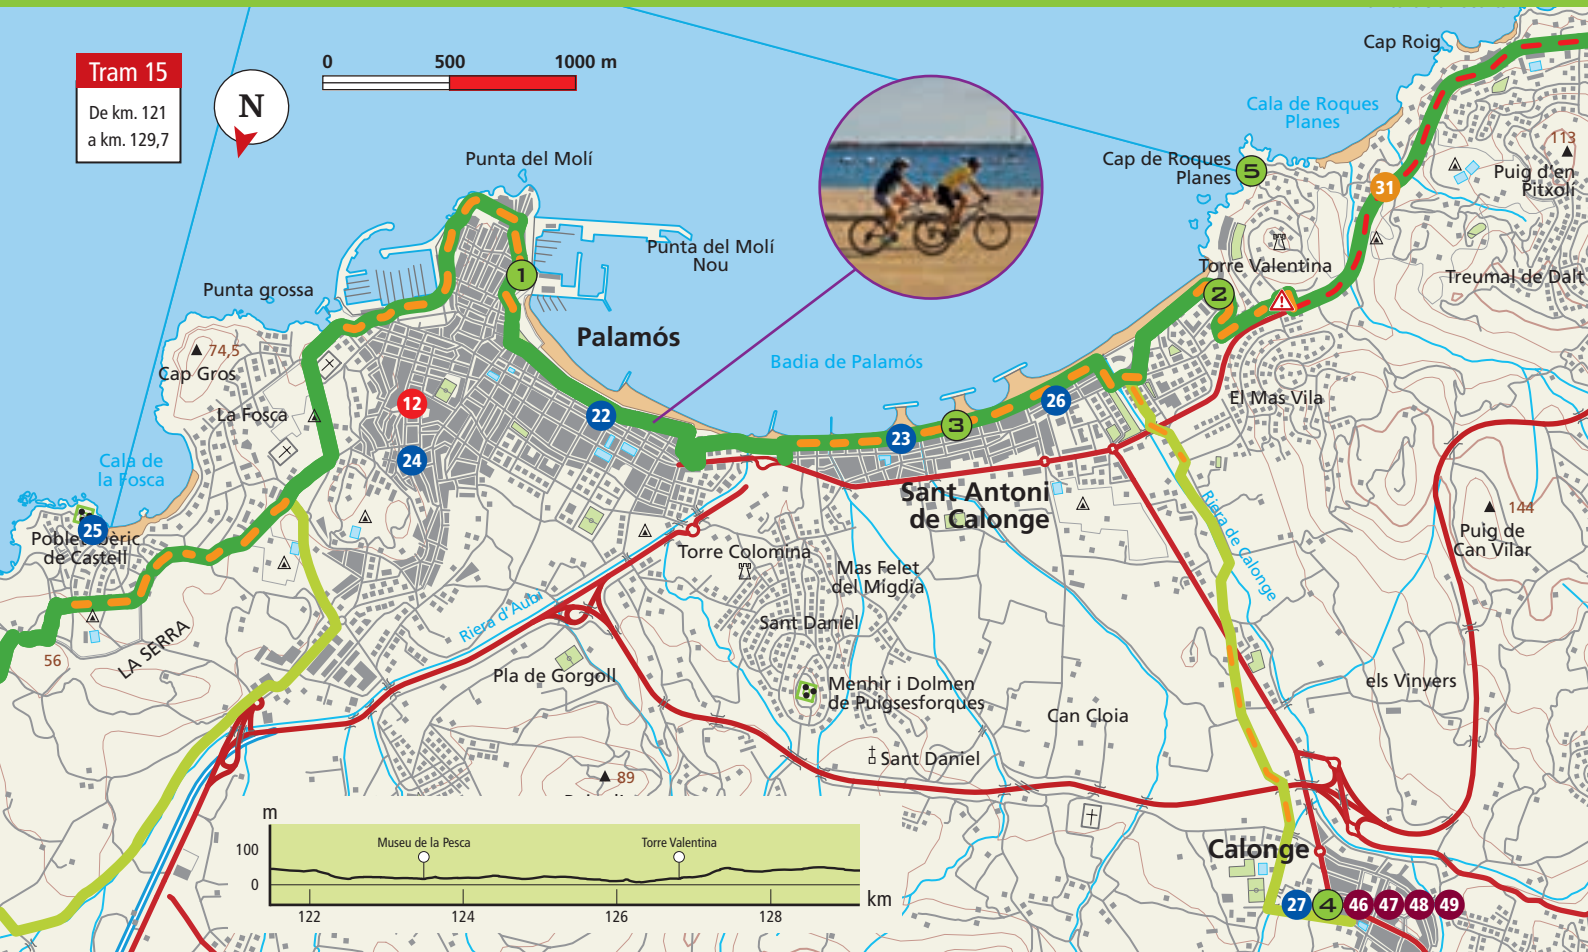 Tram 15
De km. 121
a km. 129,7
N
0 500 1000 m
Cap Roig
Cala de Roques
Planes
113
Puig d'en
Pitxolí
Cap de Roques
Planes
5
31
Punta del Molí
Punta del Molí
Nou
1
Torre Valentina
2
Treumal de Dalt
Punta grossa
Palamós
Badia de Palamós
74,5
Cap Gros
La Fosca
12
22
24
23
3
26
El Mas Vila
Cala de
la Fosca
25
de Castell
Sant Antoni
de Calonge
Riera de Calonge
144
Puig de
Can Vilar
Torre Colomina
Mas Felet
del Migdia
Sant Daniel
Riera d'Aubi
LA SERRA
56
Pla de Gorgoll
Menhir i Dolmen
de Puigsesforques
Can Cloia
els Vinyers
Sant Daniel
89
m
100
0
Museu de la Pesca
Torre Valentina
122 124 126 128
km
Calonge
27 4 46 47 48 49